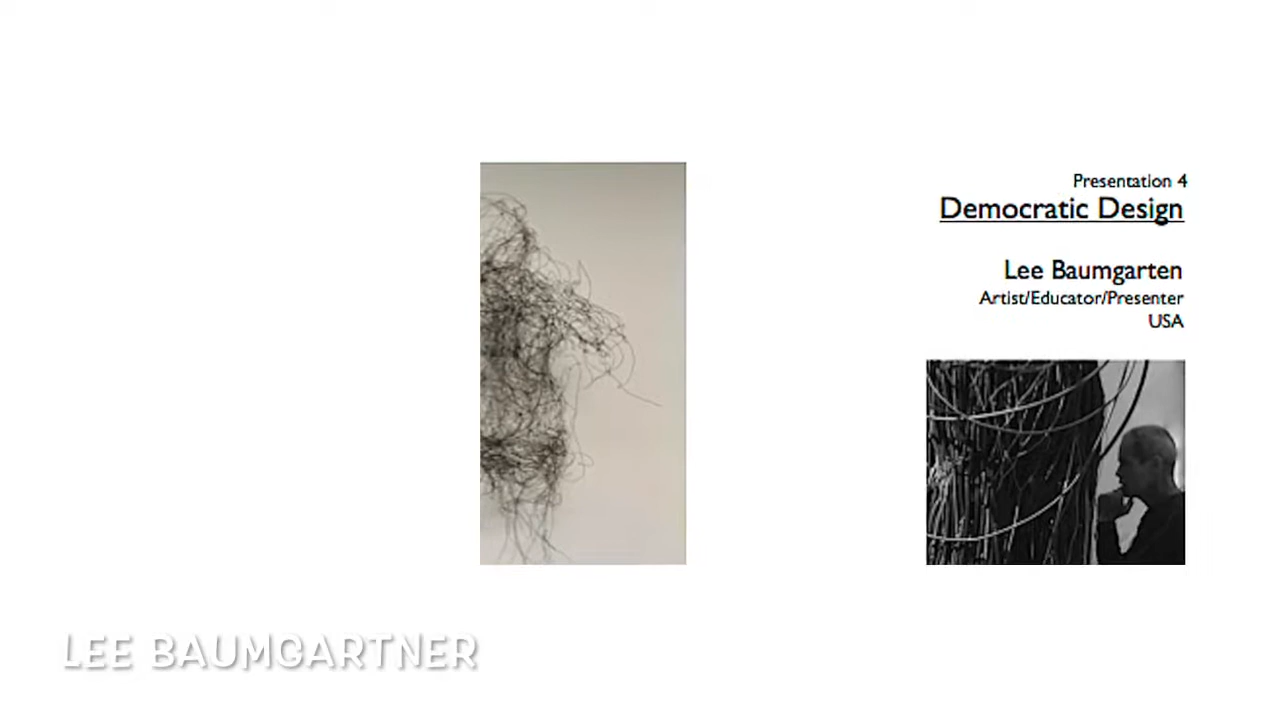 Presentation 4
Democratic Design
Lee Baumgarten
Artist/Educator/Presenter
USA
LEE BAUMGARTNER